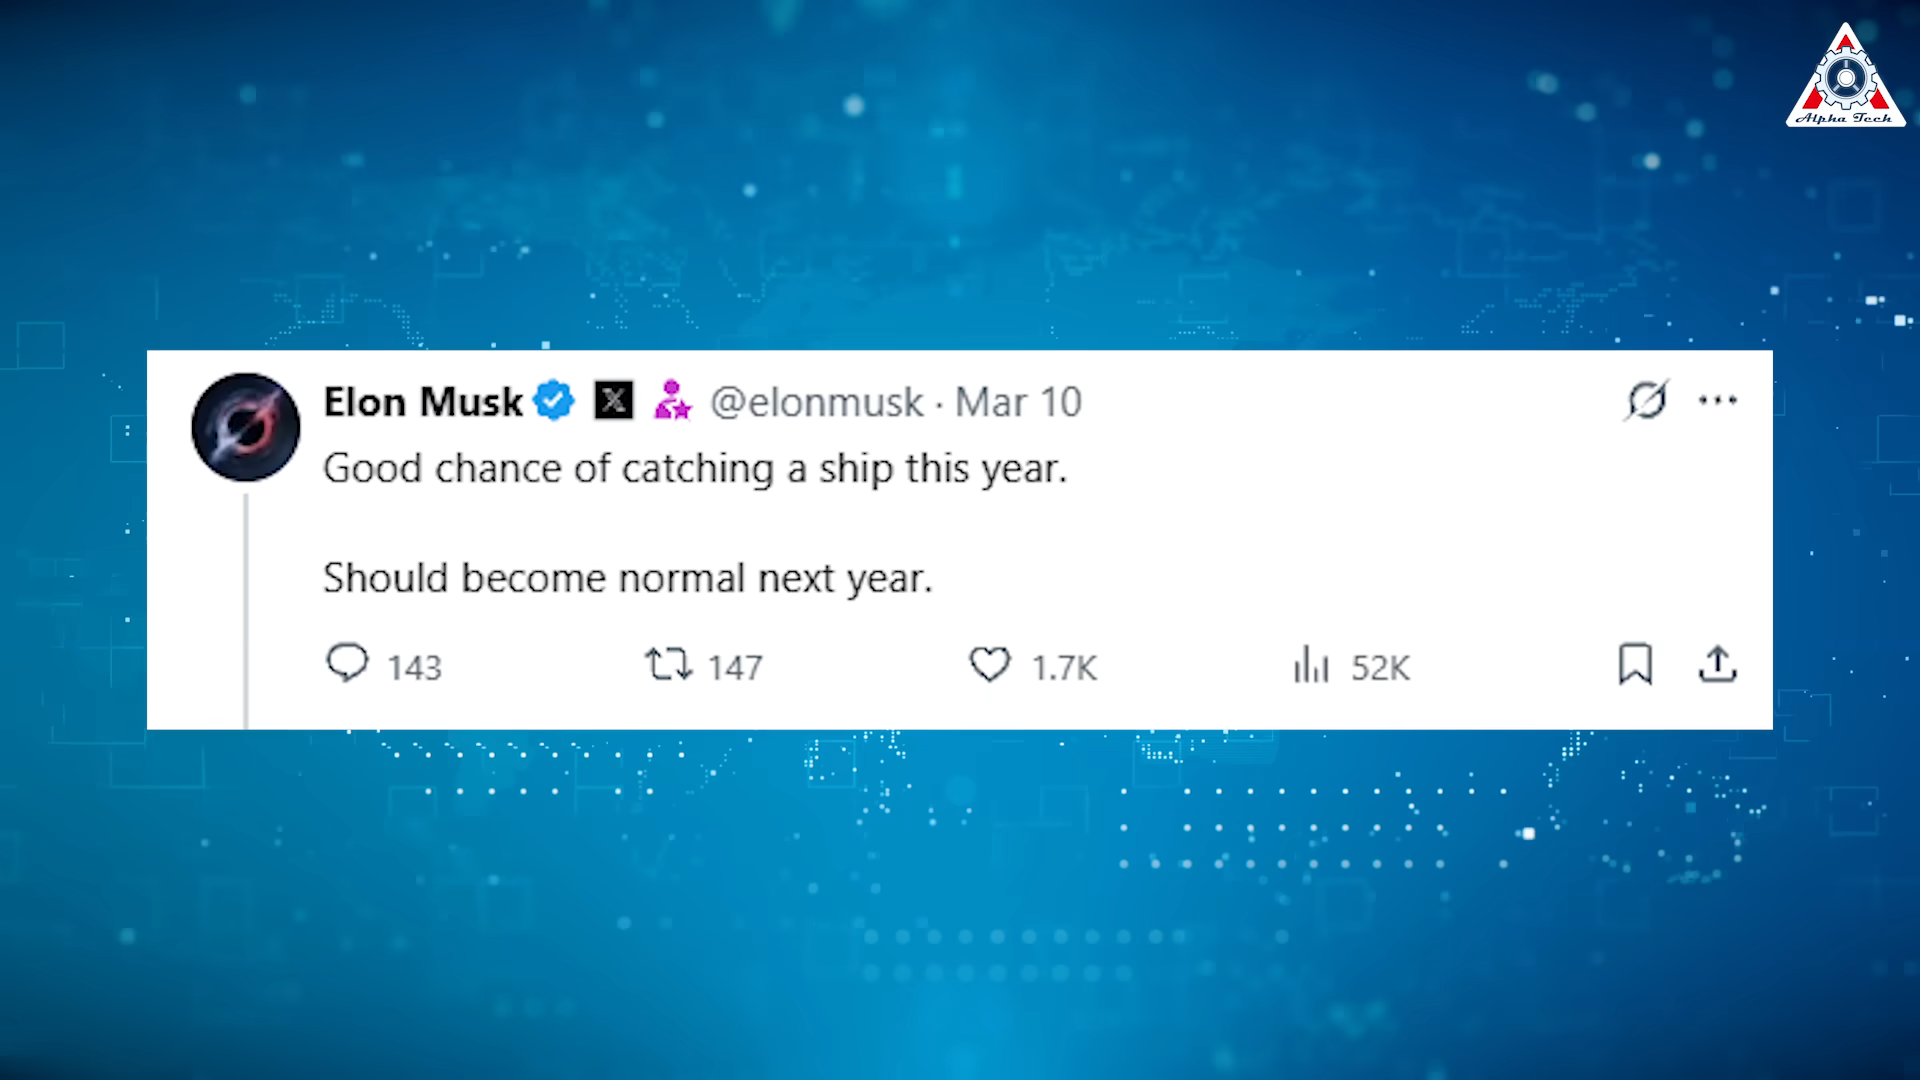 Alpha Tech
Elon Musk @elonmusk · Mar 10
Good chance of catching a ship this year.
Should become normal next year.
143 147 1.7K 52K